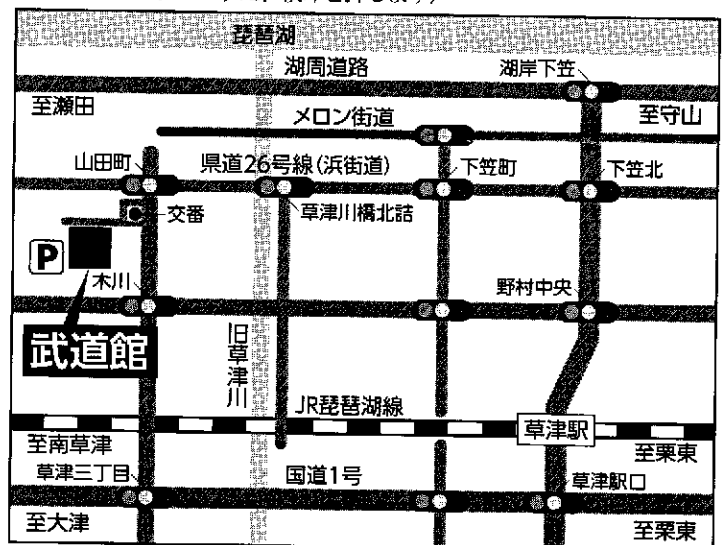 琵琶湖
湖周道路
湖岸下笠
至瀬田
メロン街道
至守山
山田町
県道26号線(浜街道)
下笠町
下笠北
交番
草津川橋北詰
P
木川
野村中央
武道館
旧草津川
JR琵琶湖線
草津駅
至南草津
至栗東
草津三丁目
国道1号
草津駅口
至大津
至栗東